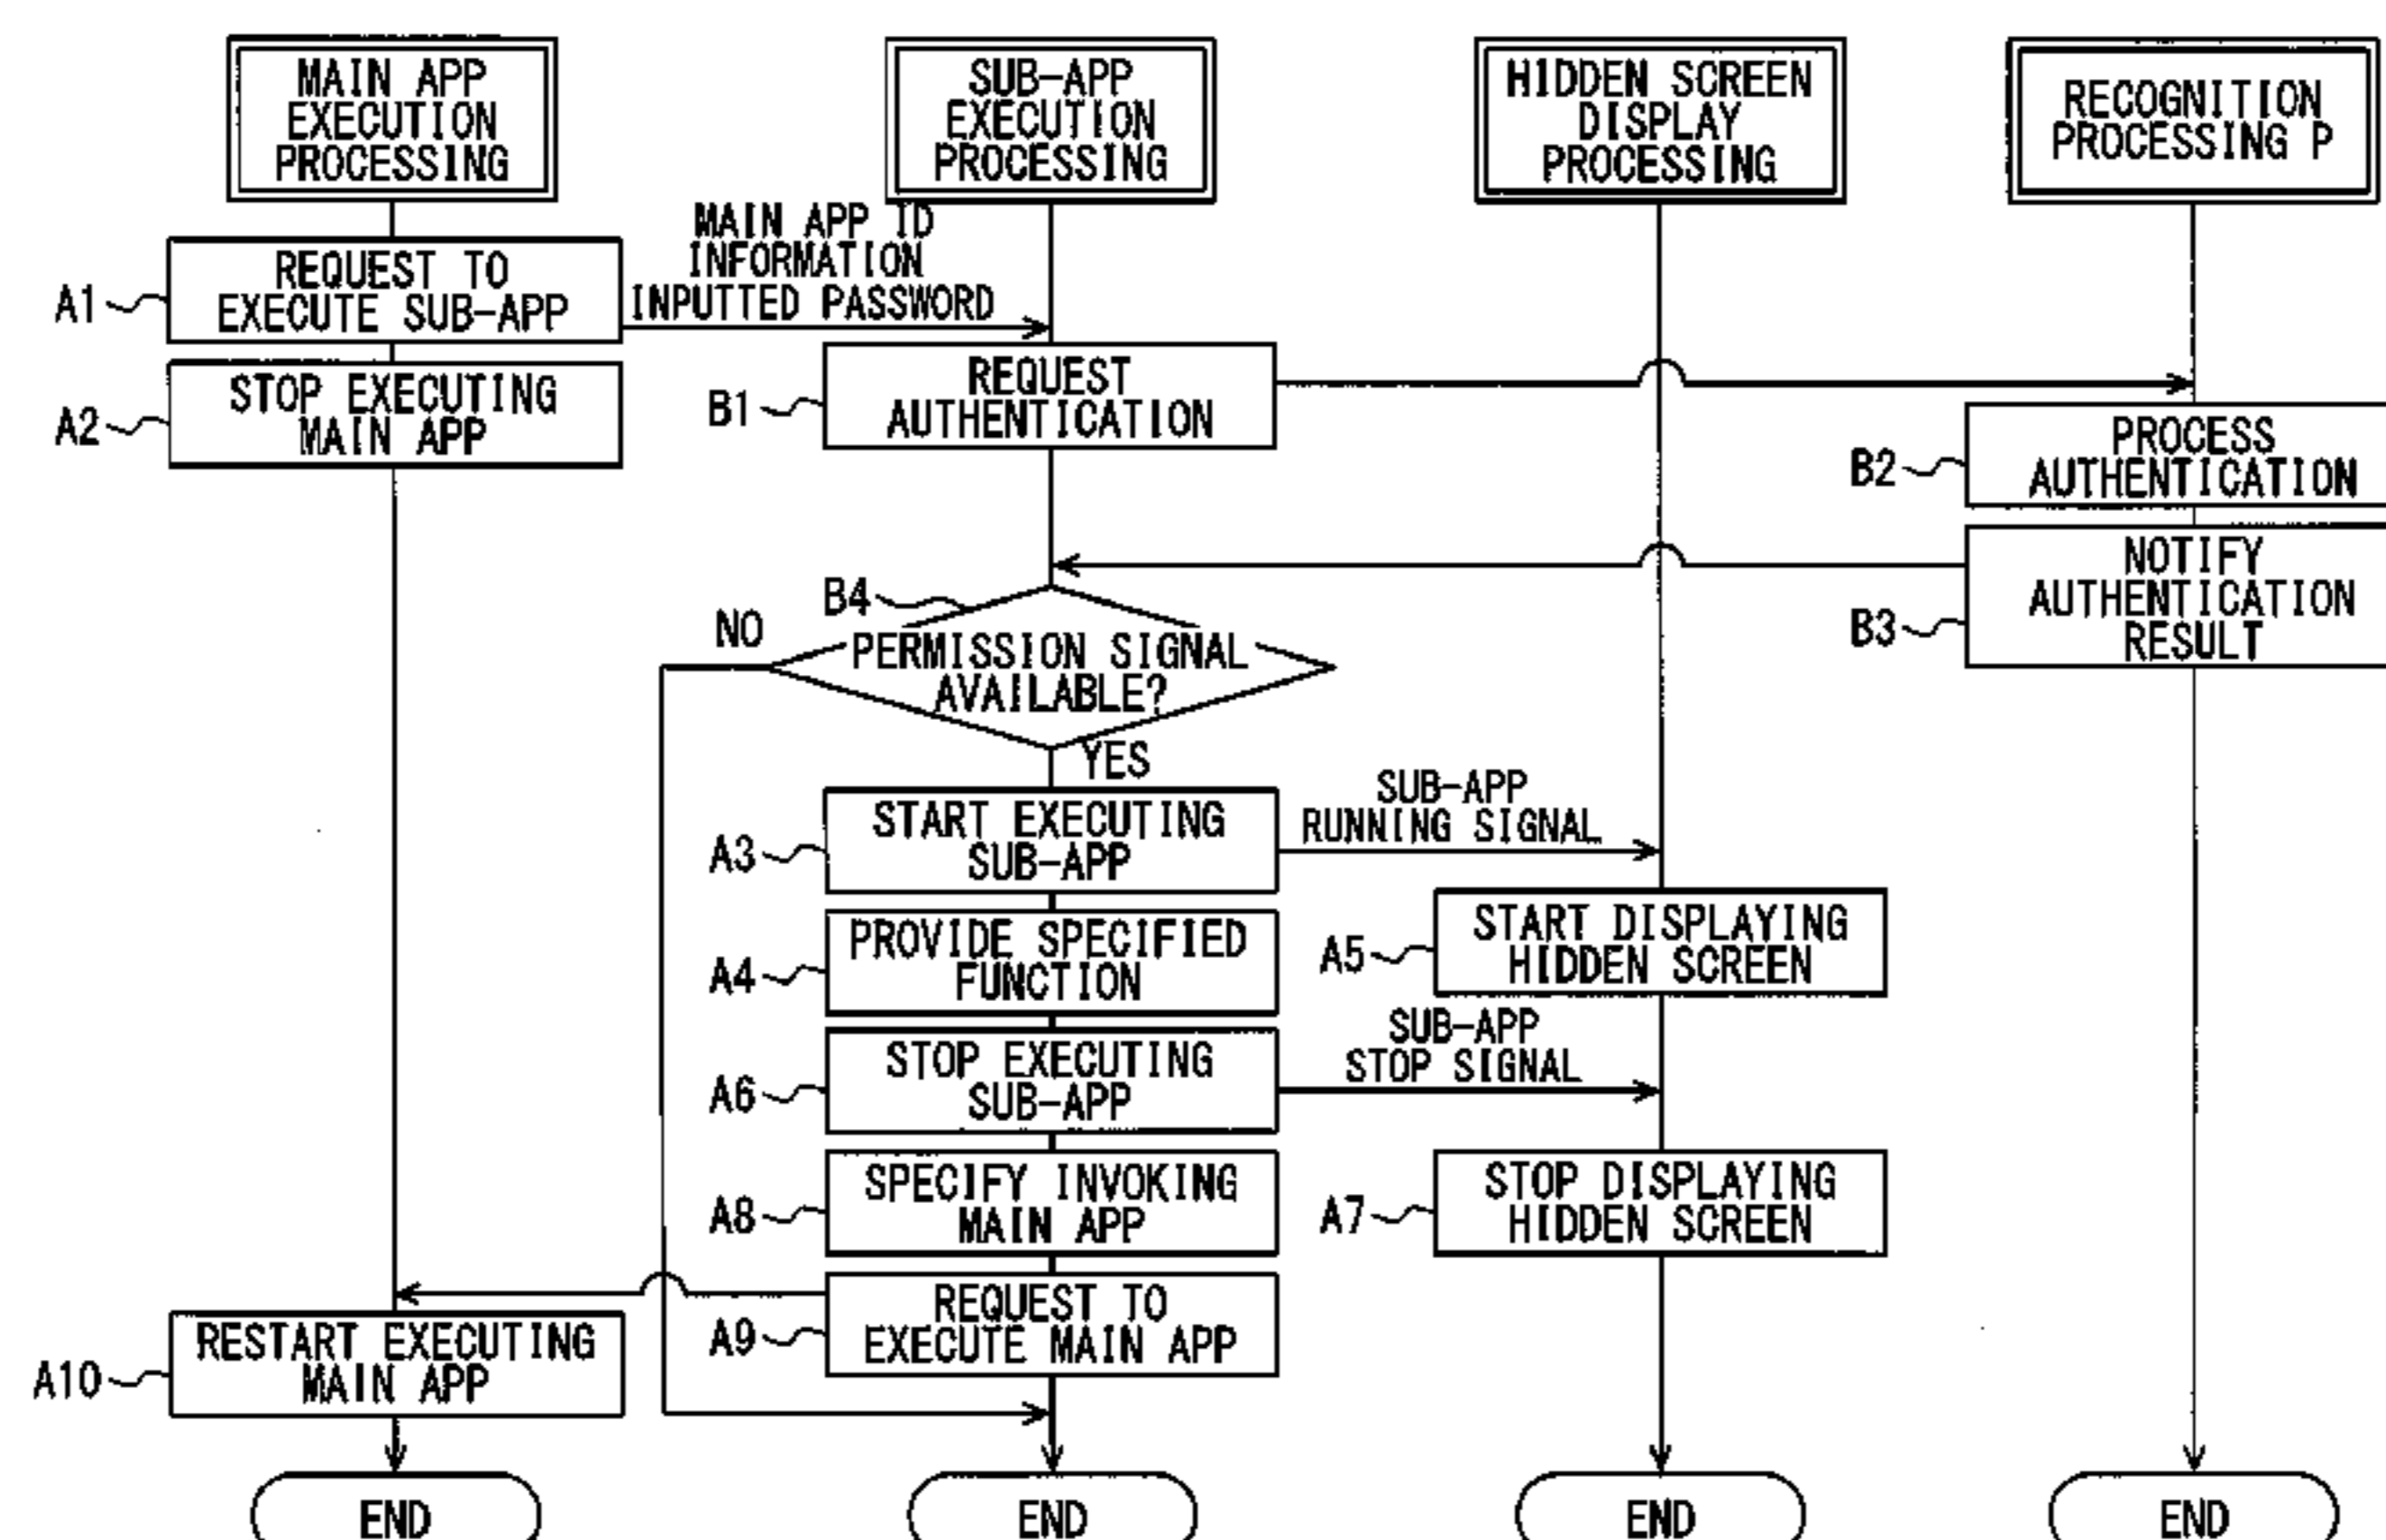 MAIN APP
EXECUTION
PROCESSING
SUB-APP
EXECUTION
PROCESSING
HIDDEN SCREEN
DISPLAY
PROCESSING
RECOGNITION
PROCESSING P
MAIN APP ID
INFORMATION
INPUTTED PASSWORD
A1
REQUEST TO
EXECUTE SUB-APP
A2
STOP EXECUTING
MAIN APP
B1
REQUEST
AUTHENTICATION
B2
PROCESS
AUTHENTICATION
B3
NOTIFY
AUTHENTICATION
RESULT
B4
NO
PERMISSION SIGNAL
AVAILABLE?
YES
A3
START EXECUTING
SUB-APP
SUB-APP
RUNNING SIGNAL
A4
PROVIDE SPECIFIED
FUNCTION
A5
START DISPLAYING
HIDDEN SCREEN
A6
STOP EXECUTING
SUB-APP
SUB-APP
STOP SIGNAL
A8
SPECIFY INVOKING
MAIN APP
A7
STOP DISPLAYING
HIDDEN SCREEN
A9
REQUEST TO
EXECUTE MAIN APP
A10
RESTART EXECUTING
MAIN APP
END
END
END
END